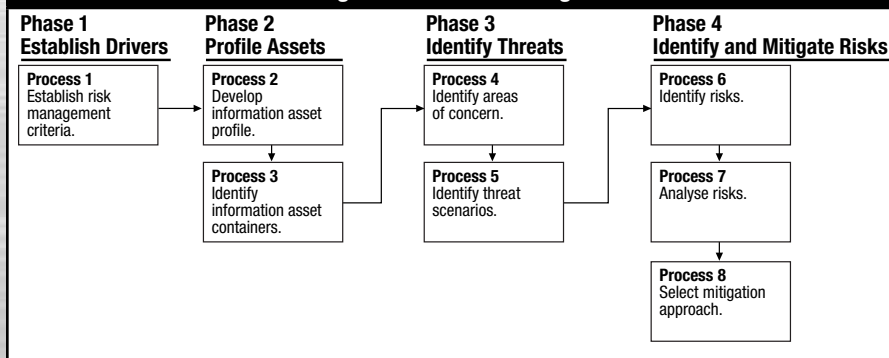 Phase 1
Establish Drivers
Process 1
Establish risk
management
criteria.
Phase 2
Profile Assets
Process 2
Develop
information asset
profile.
Process 3
Identify
information asset
containers.
Phase 3
Identify Threats
Process 4
Identify areas
of concern.
Process 5
Identify threat
scenarios.
Phase 4
Identify and Mitigate Risks
Process 6
Identify risks.
Process 7
Analyse risks.
Process 8
Select mitigation
approach.